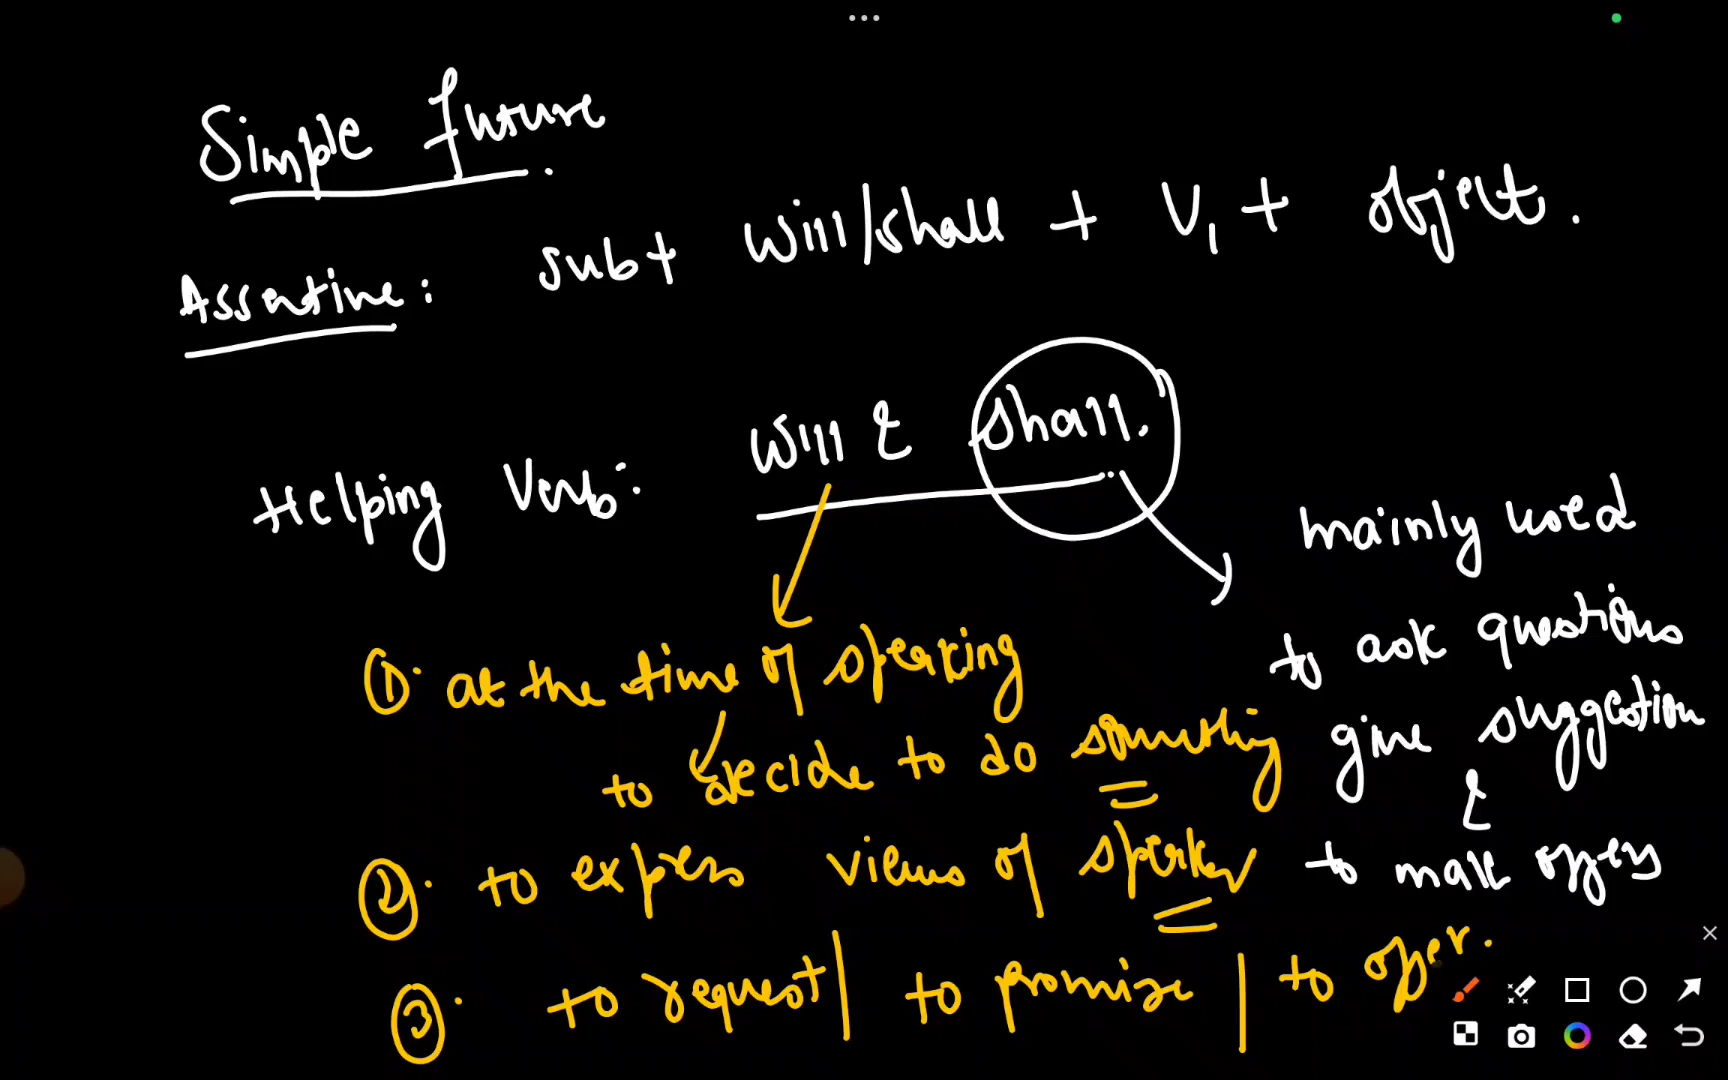 Simple future.
Assertive: sub + will/shall + V1 + object.
Helping Verb: will & shall.
mainly used
to ask questions
give suggestion
&
to make offers
① at the time of speaking
to decide to do something
② to express views of speaker
③ to request | to promise | to offer.